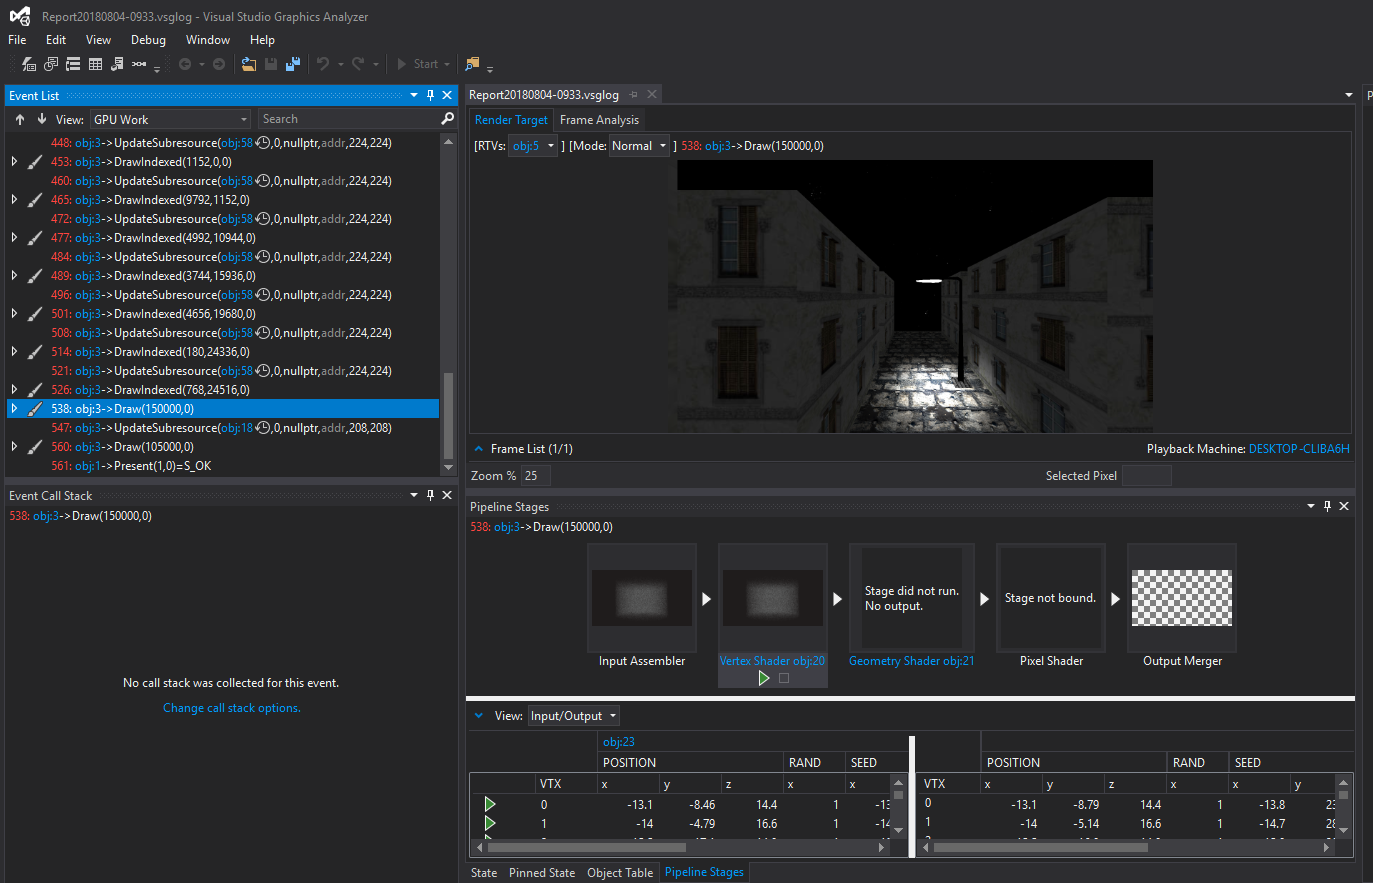 Report20180804-0933.vsglog - Visual Studio Graphics Analyzer
File Edit View Debug Window Help
Start
Event List
View: GPU Work Search
448: obj:3->UpdateSubresource(obj:58,0,nullptr,addr,224,224)
453: obj:3->DrawIndexed(1152,0,0)
460: obj:3->UpdateSubresource(obj:58,0,nullptr,addr,224,224)
465: obj:3->DrawIndexed(9792,1152,0)
472: obj:3->UpdateSubresource(obj:58,0,nullptr,addr,224,224)
477: obj:3->DrawIndexed(4992,10944,0)
484: obj:3->UpdateSubresource(obj:58,0,nullptr,addr,224,224)
489: obj:3->DrawIndexed(3744,15936,0)
496: obj:3->UpdateSubresource(obj:58,0,nullptr,addr,224,224)
501: obj:3->DrawIndexed(4656,19680,0)
508: obj:3->UpdateSubresource(obj:58,0,nullptr,addr,224,224)
514: obj:3->DrawIndexed(180,24336,0)
521: obj:3->UpdateSubresource(obj:58,0,nullptr,addr,224,224)
526: obj:3->DrawIndexed(768,24516,0)
538: obj:3->Draw(150000,0)
547: obj:3->UpdateSubresource(obj:18,0,nullptr,addr,208,208)
560: obj:3->Draw(105000,0)
561: obj:1->Present(1,0)=S_OK
Event Call Stack
538: obj:3->Draw(150000,0)
No call stack was collected for this event.
Change call stack options.
Report20180804-0933.vsglog
Render Target Frame Analysis
[RTVs: obj:5 ] [Mode: Normal ] 538: obj:3->Draw(150000,0)
Frame List (1/1) Playback Machine: DESKTOP-CLIBA6H
Zoom % 25 Selected Pixel
Pipeline Stages
538: obj:3->Draw(150000,0)
Stage did not run.
No output.
Stage not bound.
Input Assembler Vertex Shader obj:20 Geometry Shader obj:21 Pixel Shader Output Merger
View: Input/Output
obj:23
POSITION RAND SEED POSITION RAND SEED
VTX x y z x x VTX x y z x x y
0 -13.1 -8.46 14.4 1 0 -13.1 -8.79 14.4 1 -13.8
1 -14 -4.79 16.6 1 1 -14 -5.14 16.6 1 -14.7
State Pinned State Object Table Pipeline Stages